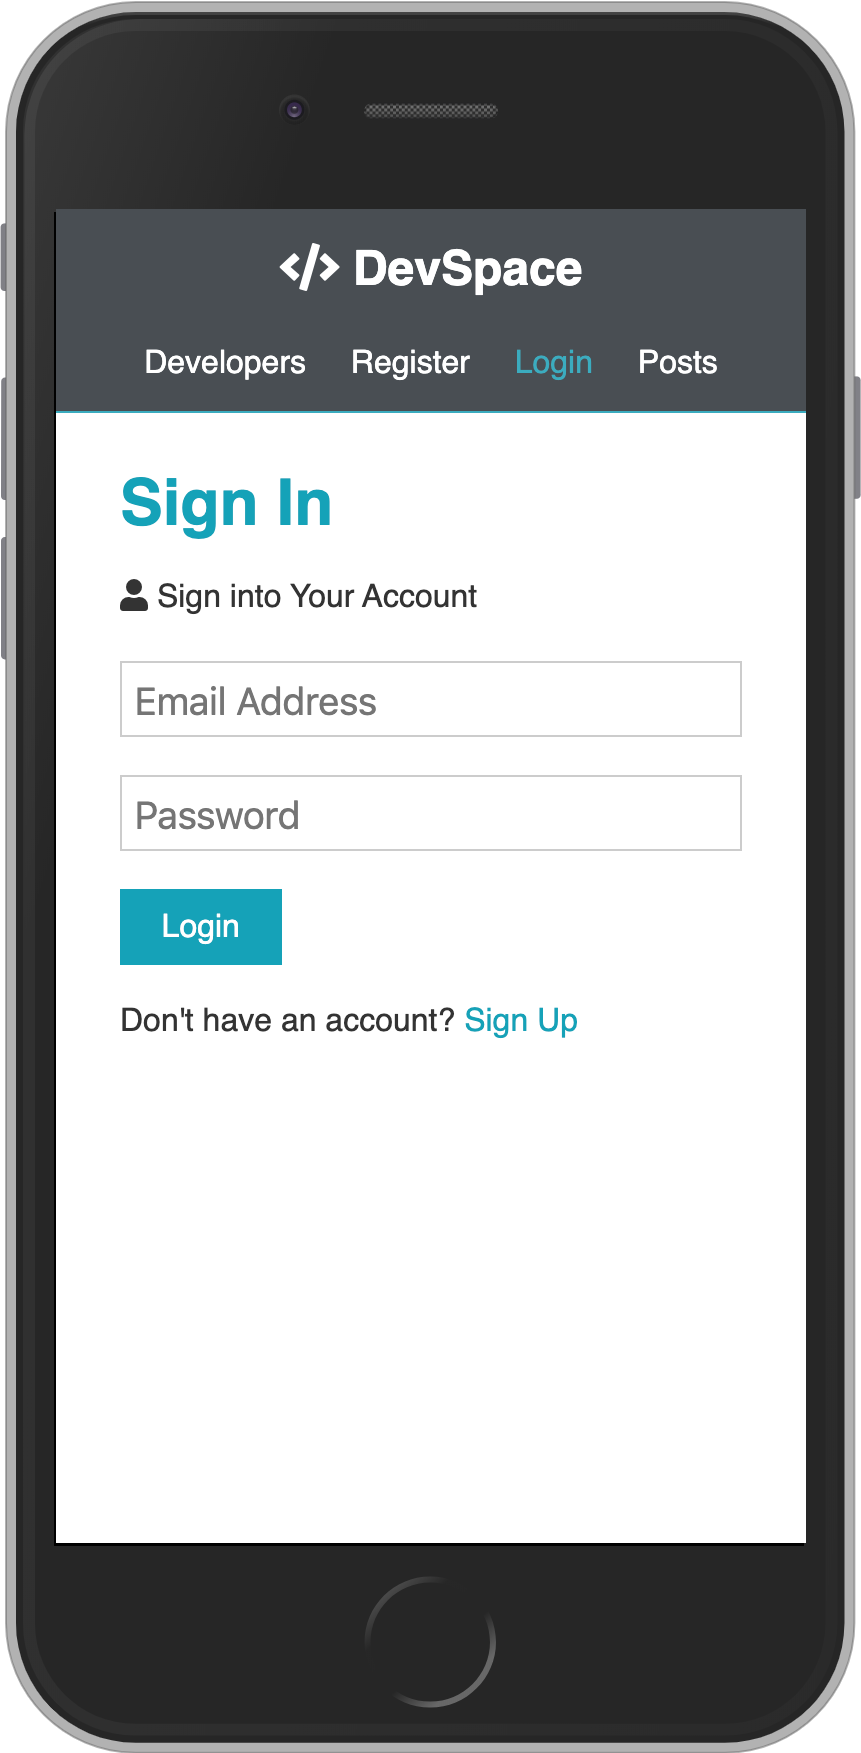 </> DevSpace
Developers Register Login Posts
Sign In
Sign into Your Account
Email Address
Password
Login
Don't have an account? Sign Up